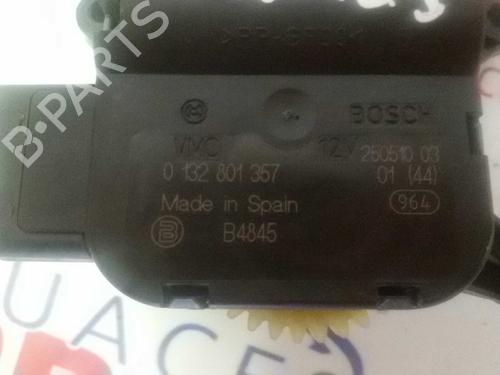 BOSCH
VMC 12V 250510 03
0 132 801 357 01 (44)
Made in Spain 964
B B4845
B-PARTS